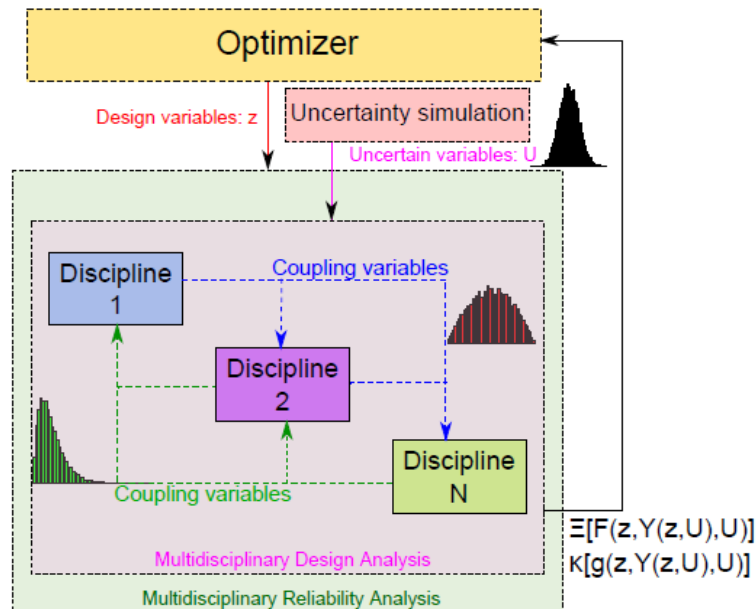 Optimizer
Design variables: z
Uncertainty simulation
Uncertain variables: U
Discipline
1
Coupling variables
Discipline
2
Discipline
N
Coupling variables
Ξ[F(z,Y(z,U),U)]
K[g(z,Y(z,U),U)]
Multidisciplinary Design Analysis
Multidisciplinary Reliability Analysis